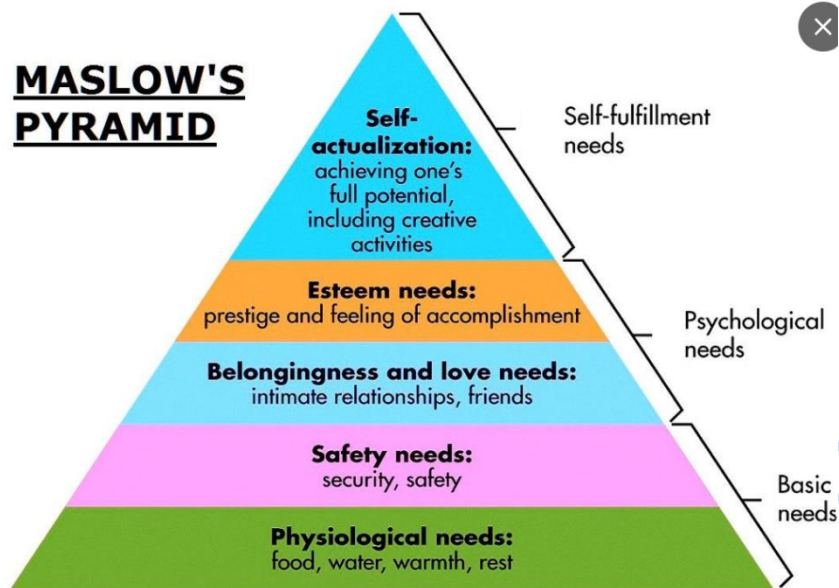 MASLOW'S
PYRAMID
Self-
actualization:
achieving one's
full potential,
including creative
activities
Self-fulfillment
needs
Esteem needs:
prestige and feeling of accomplishment
Psychological
needs
Belongingness and love needs:
intimate relationships, friends
Safety needs:
security, safety
Basic
needs
Physiological needs:
food, water, warmth, rest